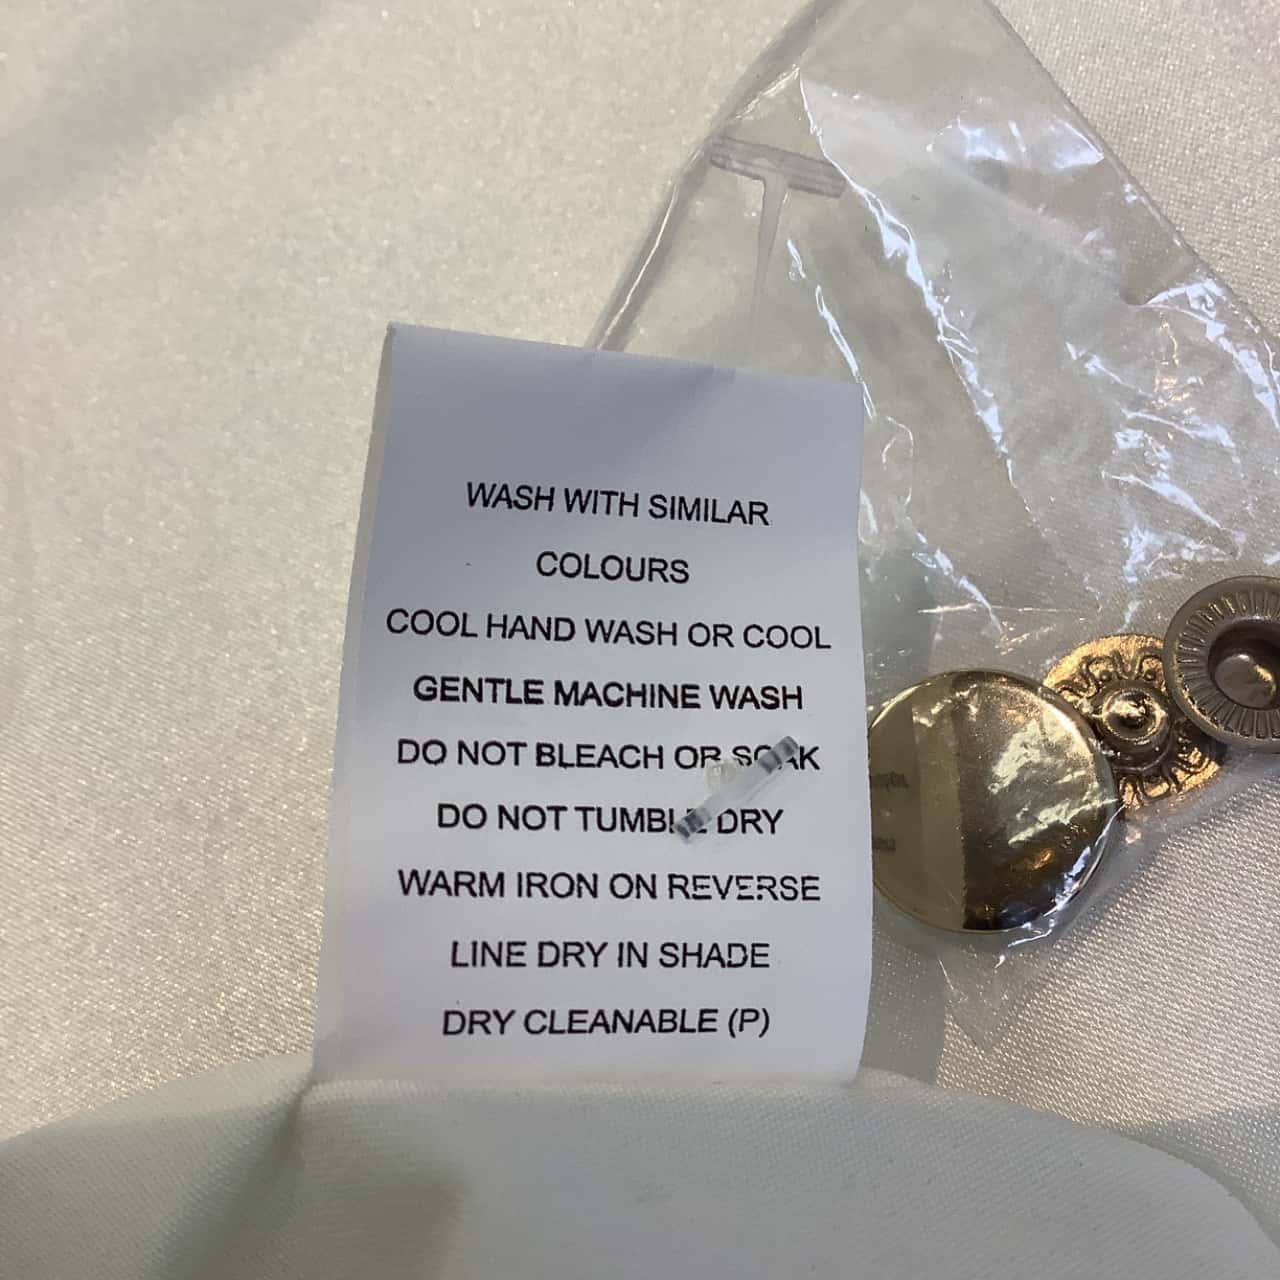 WASH WITH SIMILAR
COLOURS
COOL HAND WASH OR COOL
GENTLE MACHINE WASH
DO NOT BLEACH OR SOAK
DO NOT TUMBLE DRY
WARM IRON ON REVERSE
LINE DRY IN SHADE
DRY CLEANABLE (P)